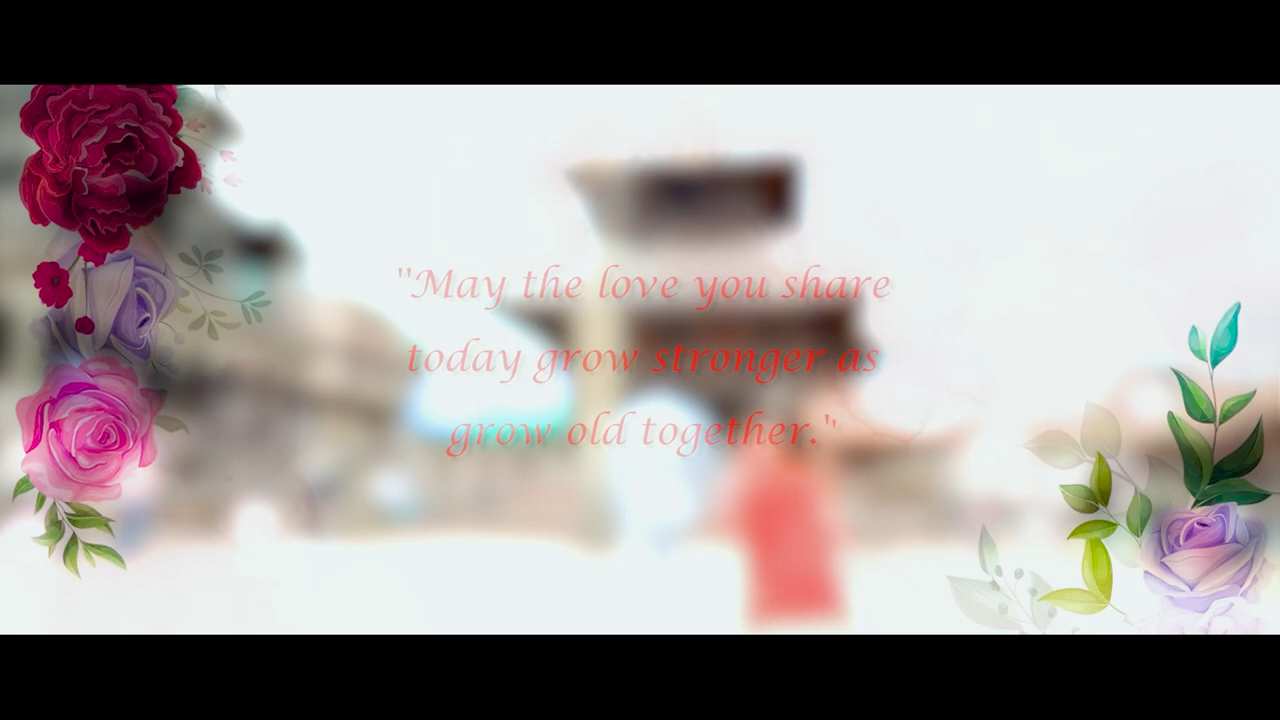 "May the love you share
today grow stronger as
grow old together."